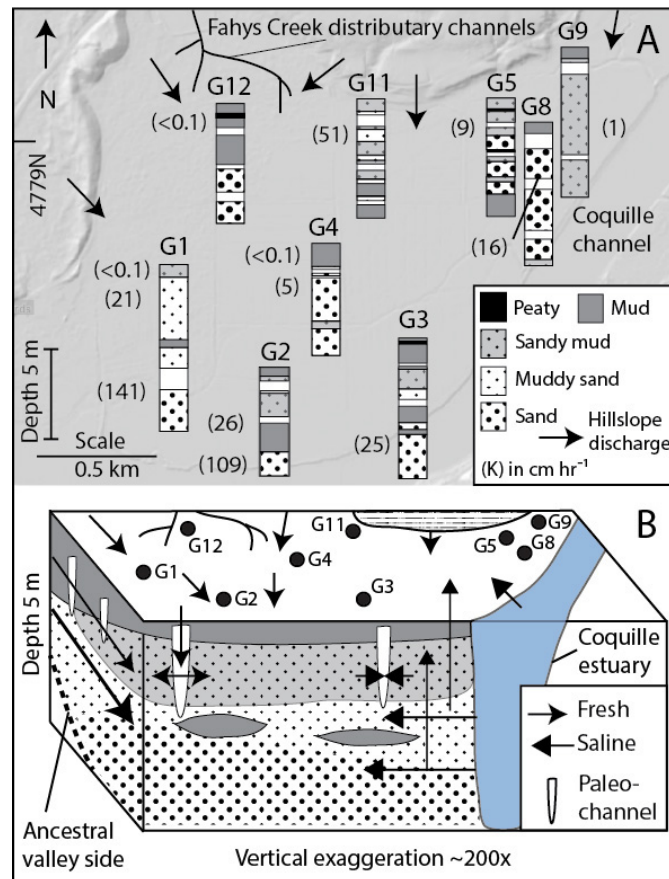 A
Fahys Creek distributary channels
N
4779N
G12
(<0.1)
G11
(51)
G5
(9)
G8
(16)
G9
(1)
Coquille
channel
G1
(<0.1)
(21)
(141)
G4
(<0.1)
(5)
G2
(26)
(109)
G3
(25)
Depth 5 m
Scale
0.5 km
Peaty Mud
Sandy mud
Muddy sand
Sand
Hillslope
discharge
(K) in cm hr⁻¹
B
G12
G11
G9
G5
G8
G1
G4
G2
G3
Depth 5 m
Coquille
estuary
Fresh
Saline
Paleo-
channel
Ancestral
valley side
Vertical exaggeration ~200x